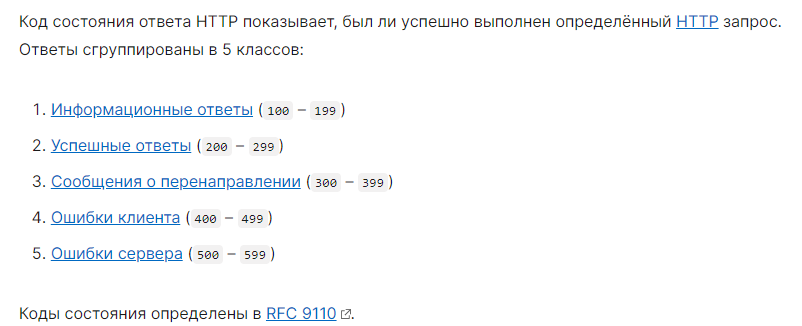 Код состояния ответа HTTP показывает, был ли успешно выполнен определённый HTTP запрос.
Ответы сгруппированы в 5 классов:
1. Информационные ответы ( 100 – 199 )
2. Успешные ответы ( 200 – 299 )
3. Сообщения о перенаправлении ( 300 – 399 )
4. Ошибки клиента ( 400 – 499 )
5. Ошибки сервера ( 500 – 599 )
Коды состояния определены в RFC 9110.